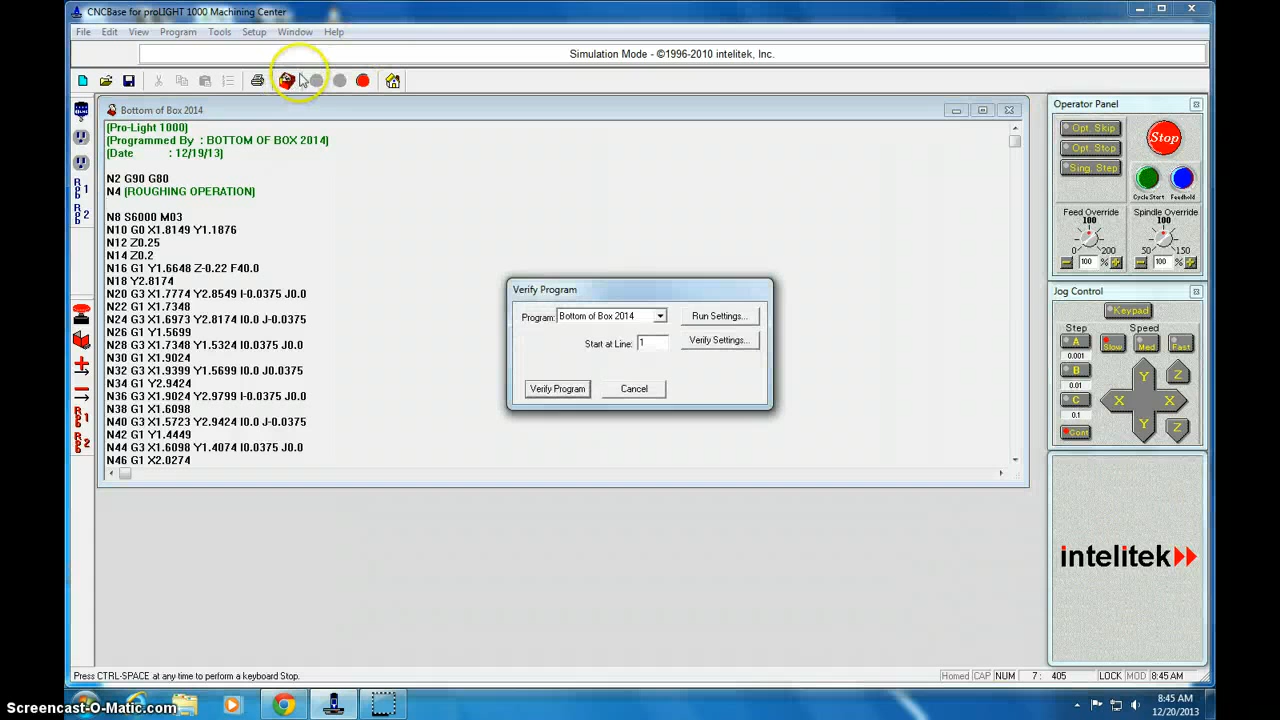 CNCBase for proLIGHT 1000 Machining Center
File Edit View Program Tools Setup Window Help
Simulation Mode - ©1996-2010 intelitek, Inc.
Bottom of Box 2014
(Pro-Light 1000)
(Programmed By : BOTTOM OF BOX 2014)
(Date : 12/19/13)
N2 G90 G80
N4 (ROUGHING OPERATION)
N8 S6000 M03
N10 G0 X1.8149 Y1.1876
N12 Z0.25
N14 Z0.2
N16 G1 Y1.6648 Z-0.22 F40.0
N18 Y2.8174
N20 G3 X1.7774 Y2.8549 I-0.0375 J0.0
N22 G1 X1.7348
N24 G3 X1.6973 Y2.8174 I0.0 J-0.0375
N26 G1 Y1.5699
N28 G3 X1.7348 Y1.5324 I0.0375 J0.0
N30 G1 X1.9024
N32 G3 X1.9399 Y1.5699 I0.0 J0.0375
N34 G1 Y2.9424
N36 G3 X1.9024 Y2.9799 I-0.0375 J0.0
N38 G1 X1.6098
N40 G3 X1.5723 Y2.9424 I0.0 J-0.0375
N42 G1 Y1.4449
N44 G3 X1.6098 Y1.4074 I0.0375 J0.0
N46 G1 X2.0274
Verify Program
Program: Bottom of Box 2014 Run Settings...
Start at Line: 1 Verify Settings...
Verify Program Cancel
Operator Panel
Opt. Skip
Opt Stop
Sing. Step
Stop
Cycle Start Feedhold
Feed Override Spindle Override
100 100
0 200 50 150
100 % 100 %
Jog Control
Keypad
Step Speed
A Slow Med Fast
0.001
B
0.01
C
0.1
Cont
Y Z
X X
Y Z
intelitek
Press CTRL-SPACE at any time to perform a keyboard Stop.
Homed CAP NUM 7 : 405 LOCK MOD 8:45 AM
8:45 AM
12/20/2013
Screencast-O-Matic.com